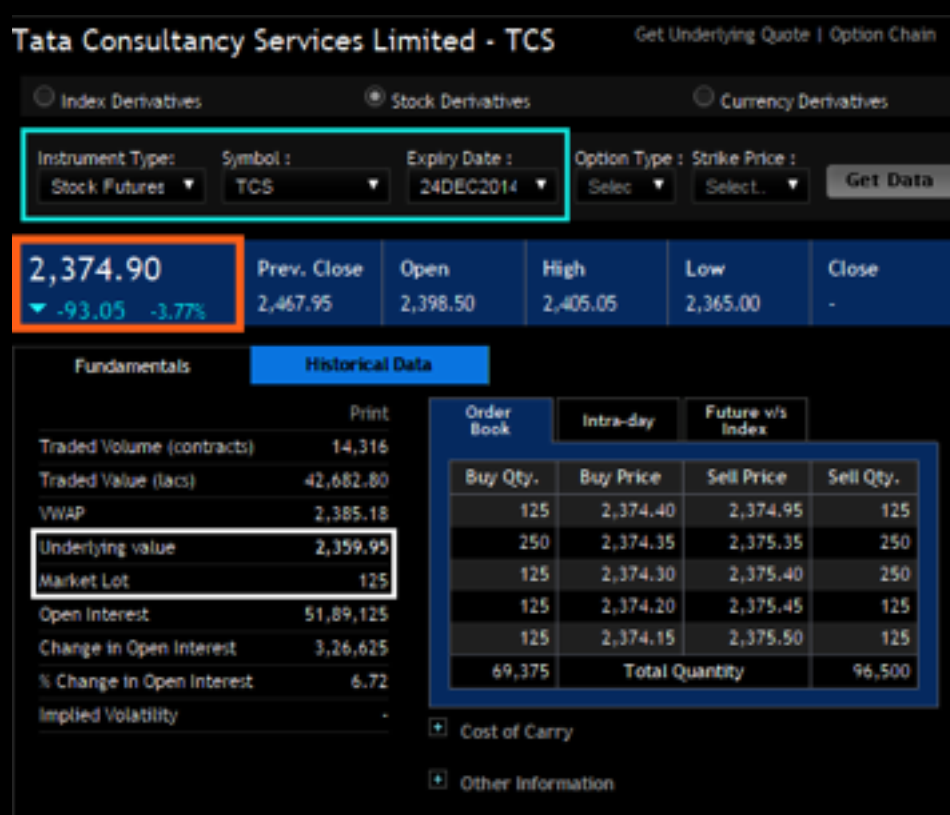 Tata Consultancy Services Limited - TCS
Get Underlying Quote | Option Chain
Index Derivatives Stock Derivatives Currency Derivatives
Instrument Type: Symbol : Expiry Date : Option Type : Strike Price :
Stock Futures TCS 24DEC2014 Selec Select.. Get Data
2,374.90 Prev. Close Open High Low Close
-93.05 -3.77% 2,467.95 2,398.50 2,405.05 2,365.00 -
Fundamentals Historical Data
Print
Traded Volume (contracts) 14,316
Traded Value (lacs) 42,682.80
VWAP 2,385.18
Underlying value 2,359.95
Market Lot 125
Open Interest 51,89,125
Change in Open Interest 3,26,625
% Change in Open Interest 6.72
Implied Volatility -
Order Book Intra-day Future v/s Index
Buy Qty. Buy Price Sell Price Sell Qty.
125 2,374.40 2,374.95 125
250 2,374.35 2,375.35 250
125 2,374.30 2,375.40 250
125 2,374.20 2,375.45 125
125 2,374.15 2,375.50 125
69,375 Total Quantity 96,500
+ Cost of Carry
+ Other Information